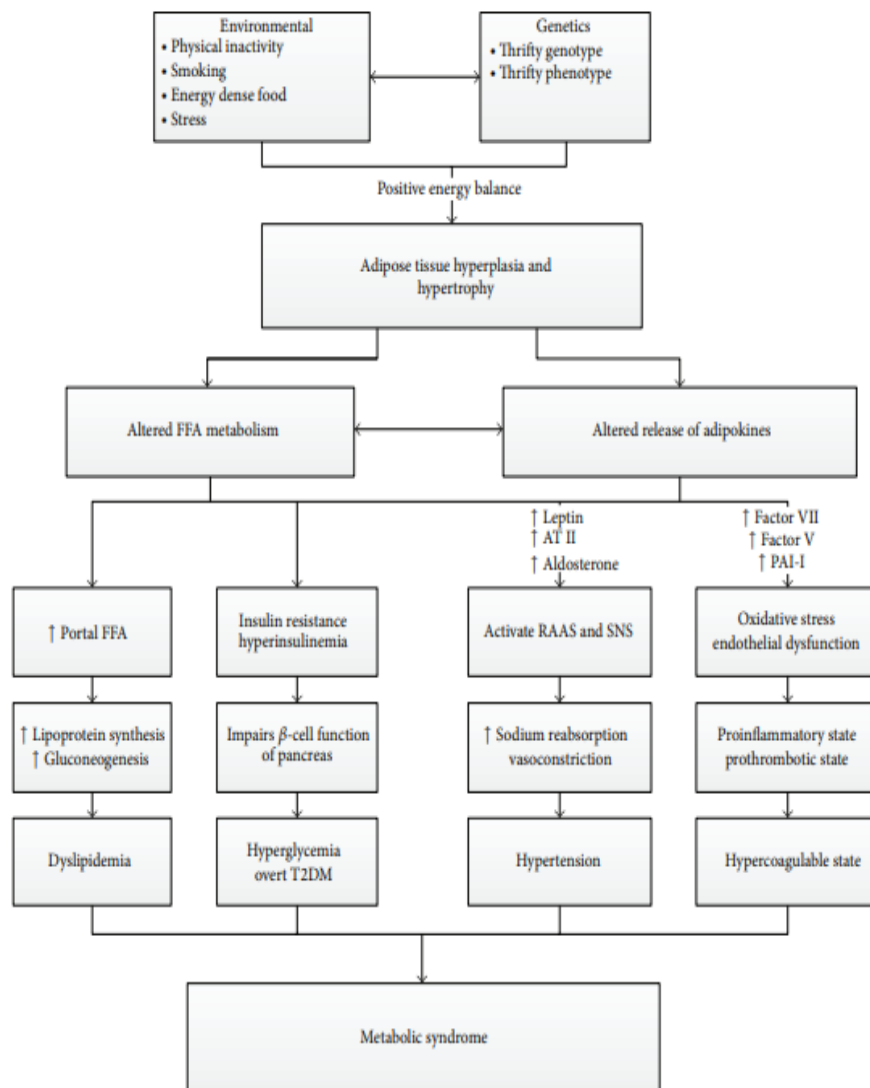 Environmental
• Physical inactivity
• Smoking
• Energy dense food
• Stress
Genetics
• Thrifty genotype
• Thrifty phenotype
Positive energy balance
Adipose tissue hyperplasia and
hypertrophy
Altered FFA metabolism
Altered release of adipokines
↑ Leptin
↑ AT II
↑ Aldosterone
↑ Factor VII
↑ Factor V
↑ PAI-I
↑ Portal FFA
Insulin resistance
hyperinsulinemia
Activate RAAS and SNS
Oxidative stress
endothelial dysfunction
↑ Lipoprotein synthesis
↑ Gluconeogenesis
Impairs β-cell function
of pancreas
↑ Sodium reabsorption
vasoconstriction
Proinflammatory state
prothrombotic state
Dyslipidemia
Hyperglycemia
overt T2DM
Hypertension
Hypercoagulable state
Metabolic syndrome